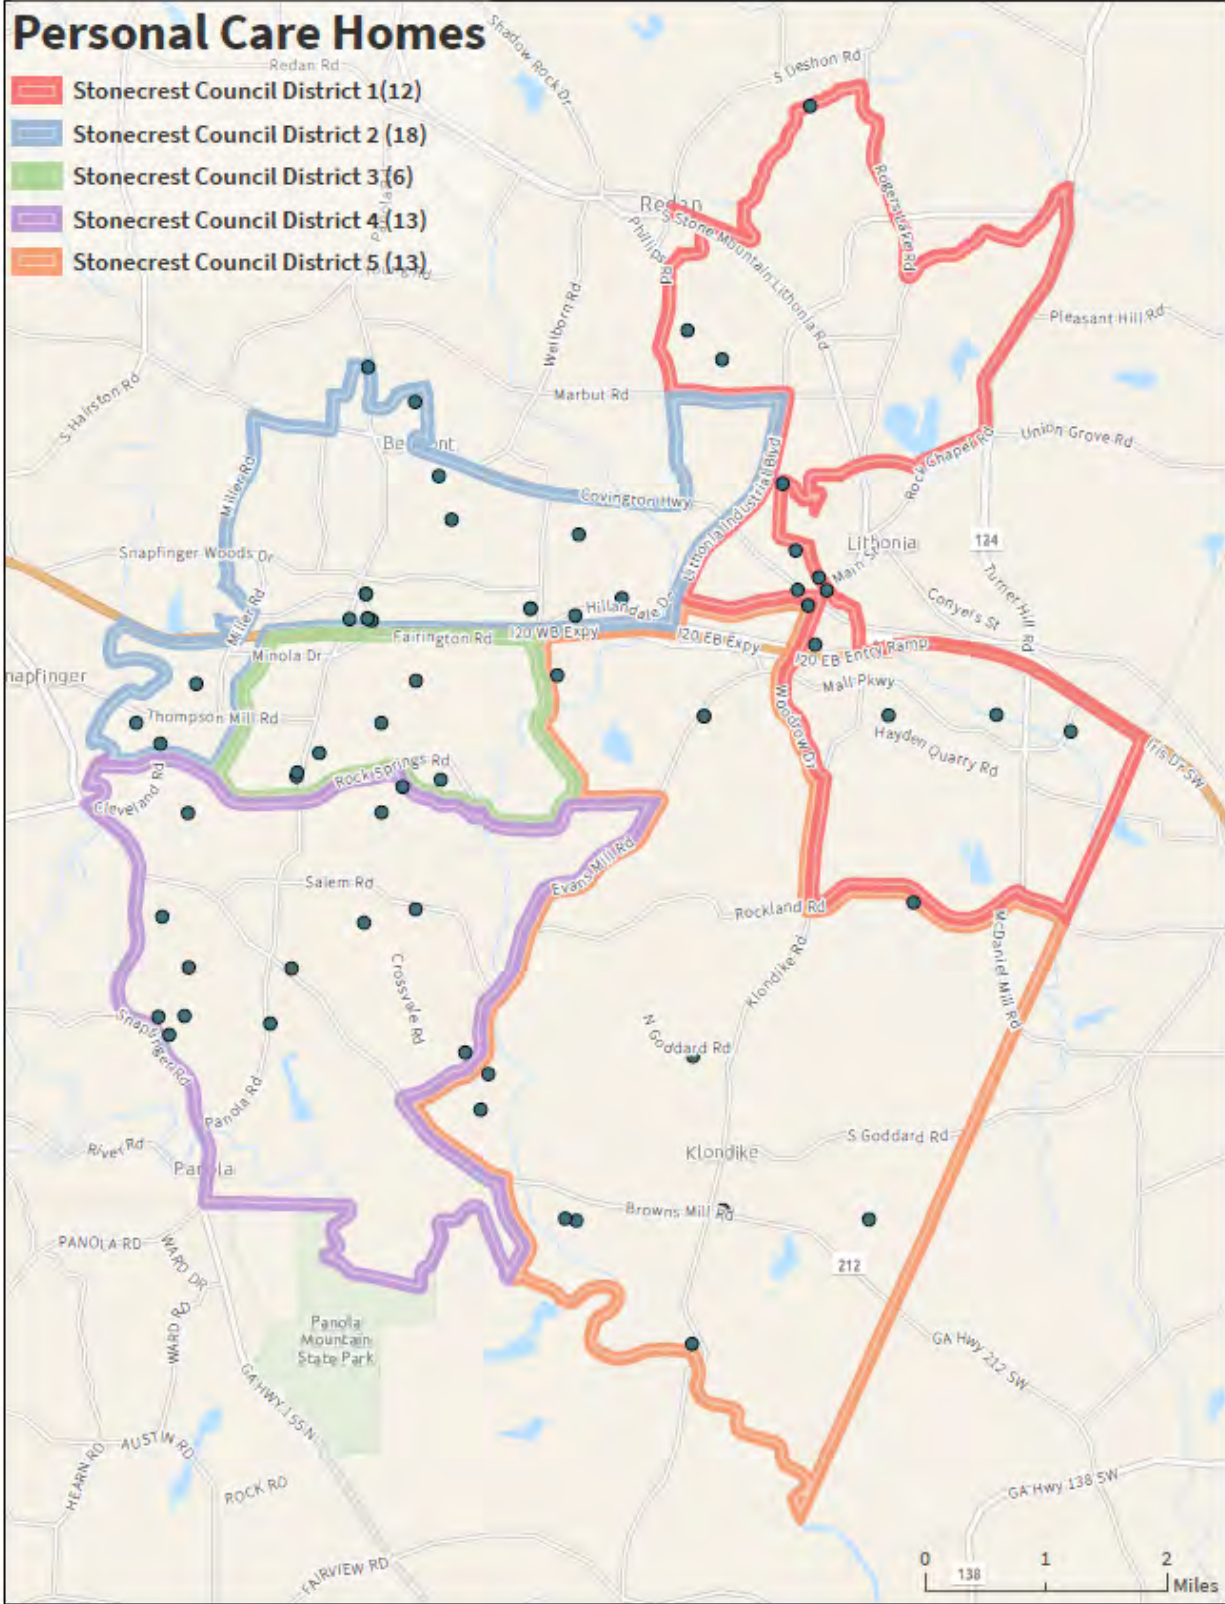 Personal Care Homes
Stonecrest Council District 1(12)
Stonecrest Council District 2 (18)
Stonecrest Council District 3 (6)
Stonecrest Council District 4 (13)
Stonecrest Council District 5 (13)
Redan Rd
Shadow Rock Dr
S Deshon Rd
Redan
Phillips Rd
S Stone Mountain Lithonia Rd
Rogers Lake Rd
Pleasant Hill Rd
Wellborn Rd
S Hairston Rd
Marbut Rd
Union Grove Rd
Rock Chapel Rd
Miller Rd
Covington Hwy
Lithonia Industrial Blvd
Snapfinger Woods Dr
Lithonia
124
Main St
Turner Hill Rd
Conyers St
Miller Rd
Hillandale Dr
Fairington Rd
I20 WB Expy
I20 EB Expy
I20 EB Entry Ramp
Minola Dr
napfinger
Mall Pkwy
Thompson Mill Rd
Woodrow Dr
Hayden Quarry Rd
Iris Dr SW
Rock Springs Rd
Cleveland Rd
Evans Mill Rd
Salem Rd
Rockland Rd
McDaniel Mill Rd
Klondike Rd
Crossvale Rd
Snapfinger Rd
N Goddard Rd
Panola Rd
S Goddard Rd
River Rd
Klondike
Panola
Browns Mill Rd
PANOLA RD
WARD DR
212
WARD RD
Panola
Mountain
State Park
GA Hwy 212 SW
GA HWY 155 N
AUSTIN RD
HEARN RD
ROCK RD
GA Hwy 138 SW
FAIRVIEW RD
138
0 1 2
Miles